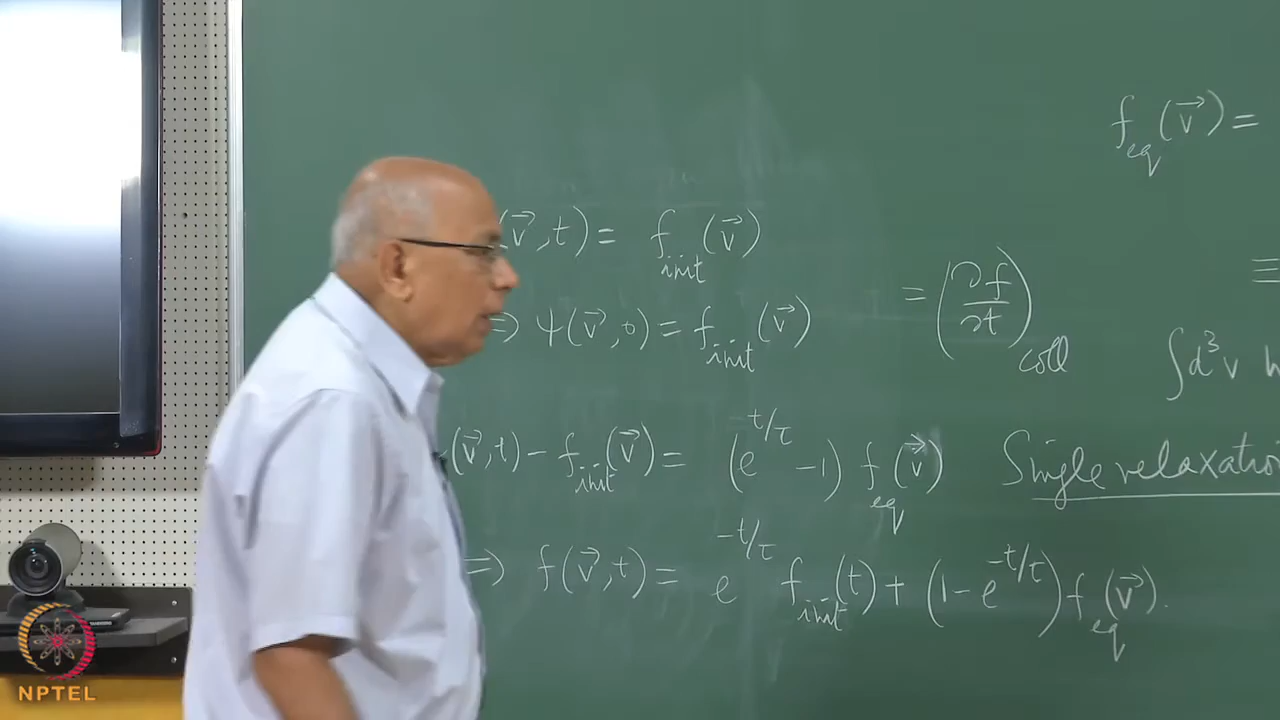 f_eq(v⃗) =
(v⃗, t) = f_init(v⃗)
⇒ ψ(v⃗, 0) = f_init(v⃗)
= (∂f/∂t)_coll
≡
∫d³v
(v⃗, t) − f_init(v⃗) = (e^{t/τ} − 1) f_eq(v⃗)
Single relaxatio
⇒ f(v⃗, t) = e^{−t/τ} f_init(t) + (1 − e^{−t/τ}) f_eq(v⃗).
NPTEL